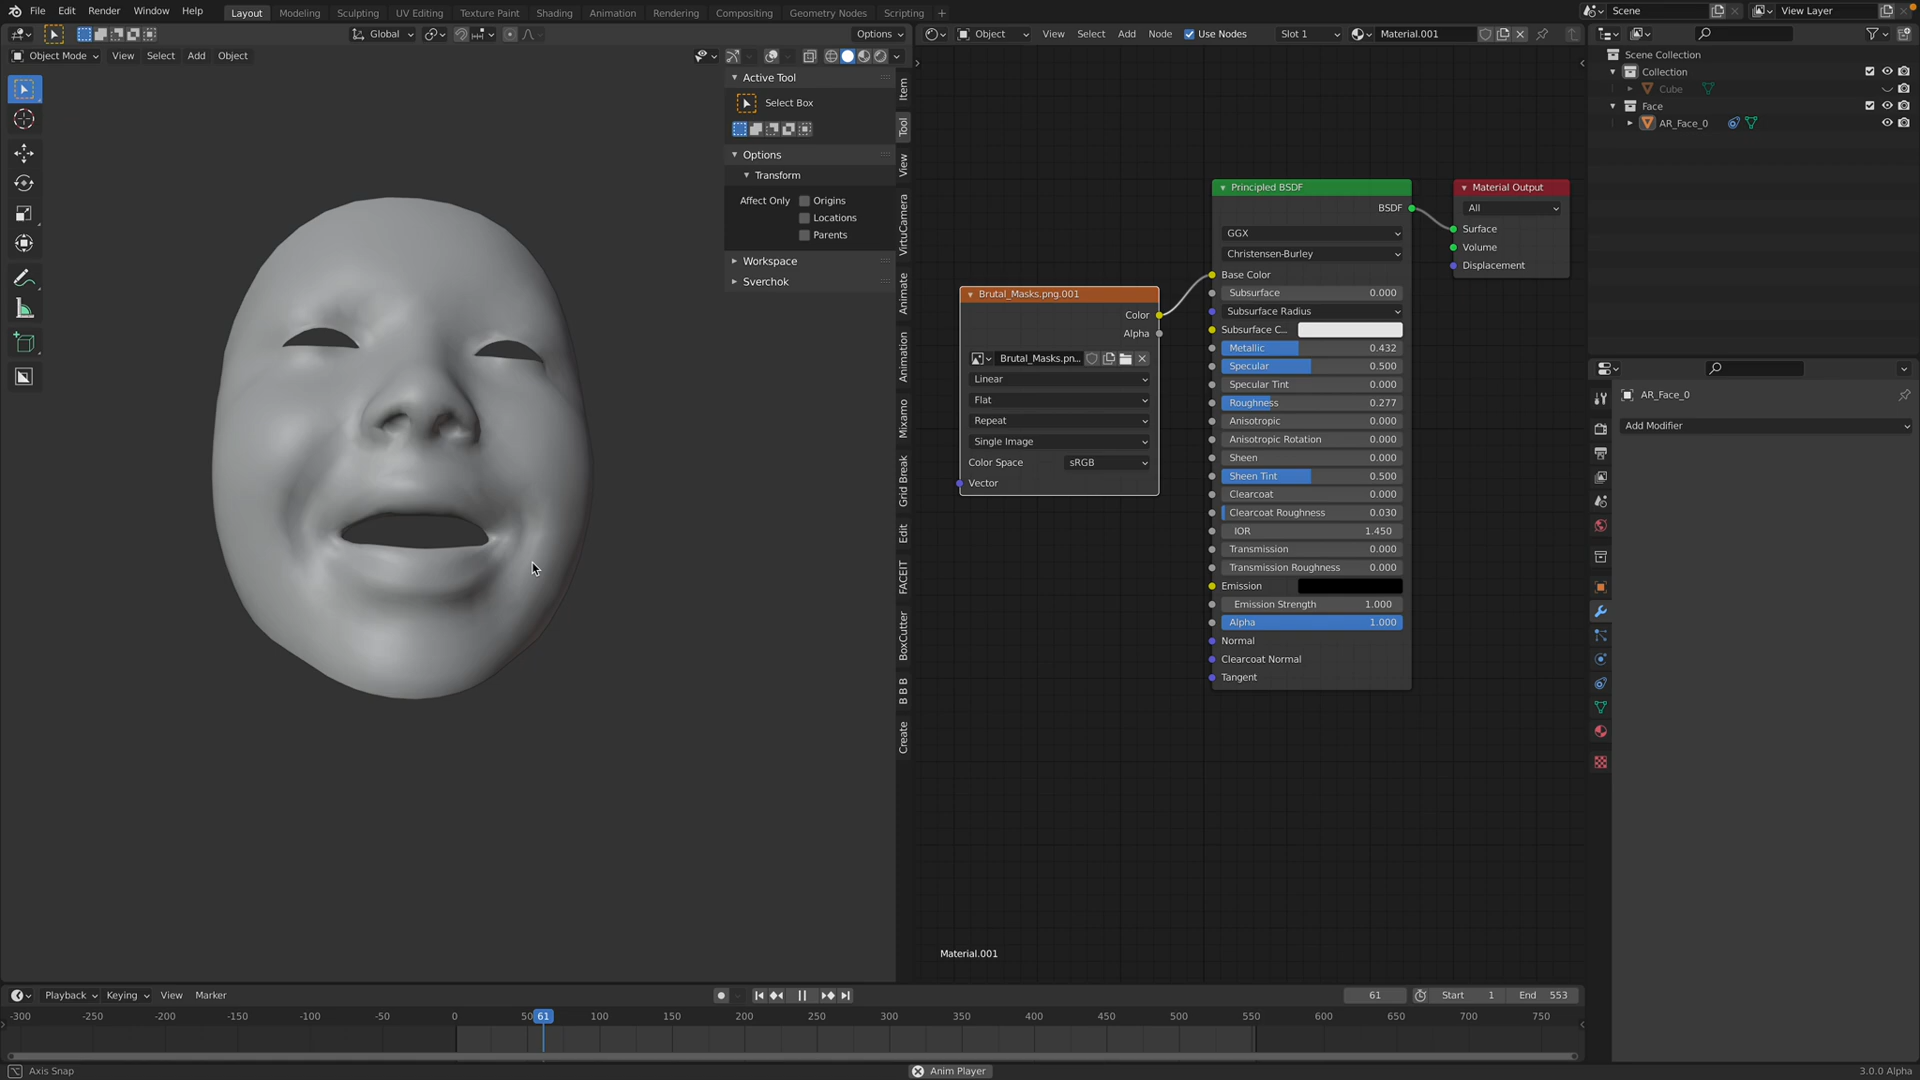 File Edit Render Window Help
Layout Modeling Sculpting UV Editing Texture Paint Shading Animation Rendering Compositing Geometry Nodes Scripting +
Scene
View Layer
Global
Options
Object Mode View Select Add Object
Active Tool
Select Box
Options
Transform
Affect Only Origins
Locations
Parents
Workspace
Sverchok
Item
Tool
View
VirtuCamera
Animate
Animation
Mixamo
Grid Break
Edit
FACEIT
BoxCutter
B B B
Create
Object View Select Add Node Use Nodes Slot 1 Material.001
Brutal_Masks.png.001
Color
Alpha
Brutal_Masks.pn...
Linear
Flat
Repeat
Single Image
Color Space sRGB
Vector
Principled BSDF
BSDF
GGX
Christensen-Burley
Base Color
Subsurface 0.000
Subsurface Radius
Subsurface C...
Metallic 0.432
Specular 0.500
Specular Tint 0.000
Roughness 0.277
Anisotropic 0.000
Anisotropic Rotation 0.000
Sheen 0.000
Sheen Tint 0.500
Clearcoat 0.000
Clearcoat Roughness 0.030
IOR 1.450
Transmission 0.000
Transmission Roughness 0.000
Emission
Emission Strength 1.000
Alpha 1.000
Normal
Clearcoat Normal
Tangent
Material Output
All
Surface
Volume
Displacement
Material.001
Scene Collection
Collection
Cube
Face
AR_Face_0
AR_Face_0
Add Modifier
Playback Keying View Marker
61 Start 1 End 553
-300 -250 -200 -150 -100 -50 0 50 61 100 150 200 250 300 350 400 450 500 550 600 650 700 750
Axis Snap
Anim Player
3.0.0 Alpha